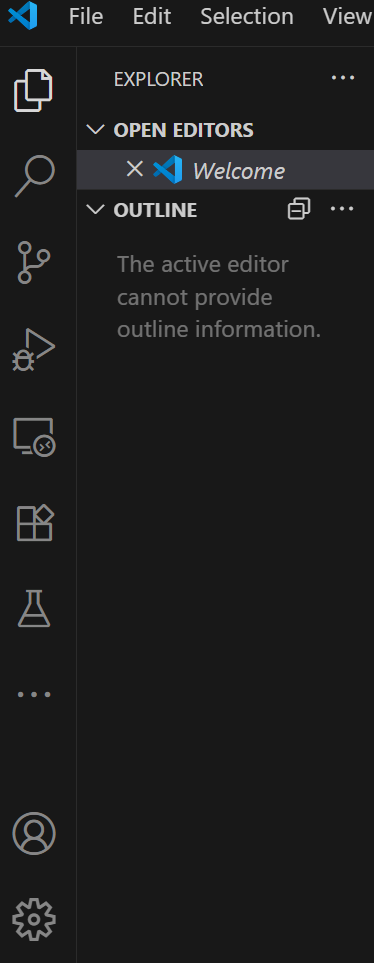 File Edit Selection View
EXPLORER
OPEN EDITORS
Welcome
OUTLINE
The active editor
cannot provide
outline information.